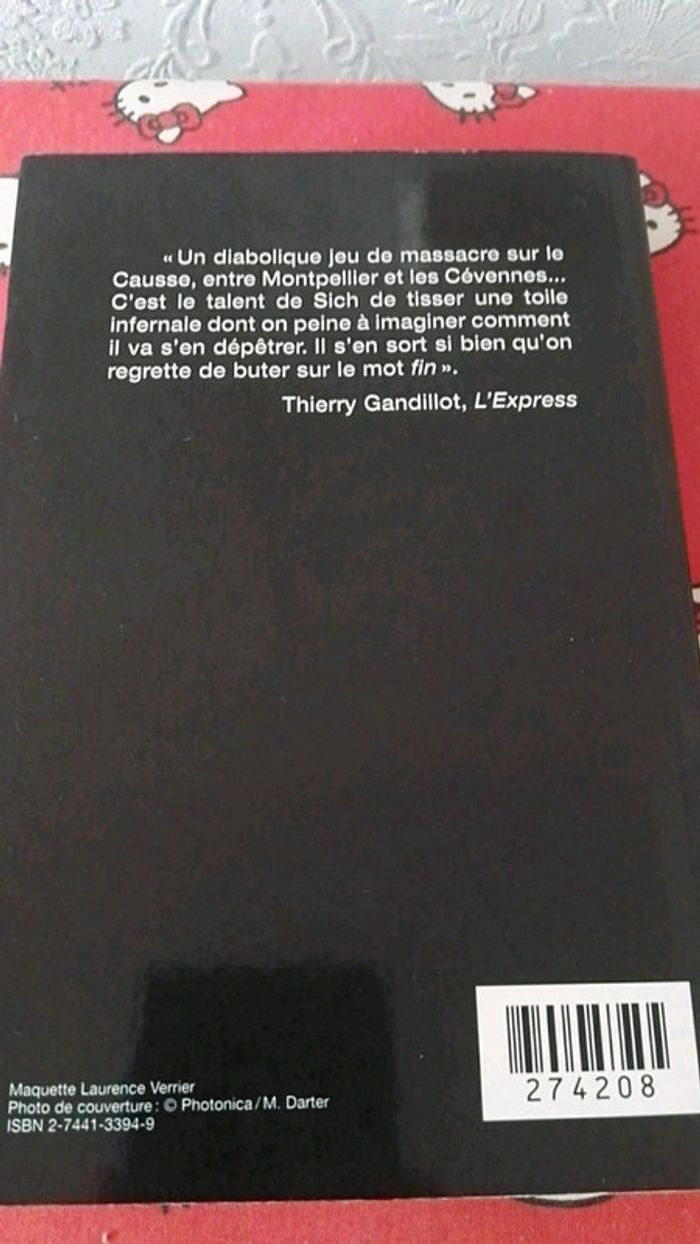 « Un diabolique jeu de massacre sur le
Causse, entre Montpellier et les Cévennes...
C'est le talent de Sich de tisser une toile
infernale dont on peine à imaginer comment
il va s'en dépêtrer. Il s'en sort si bien qu'on
regrette de buter sur le mot fin ».
Thierry Gandillot, L'Express
Maquette Laurence Verrier
Photo de couverture : © Photonica / M. Darter
ISBN 2-7441-3394-9
274208